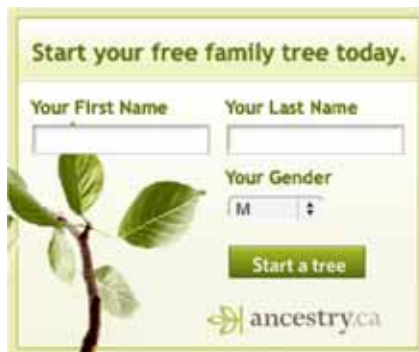 Start your free family tree today.
Your First Name Your Last Name
Your Gender
M
Start a tree
ancestry.ca